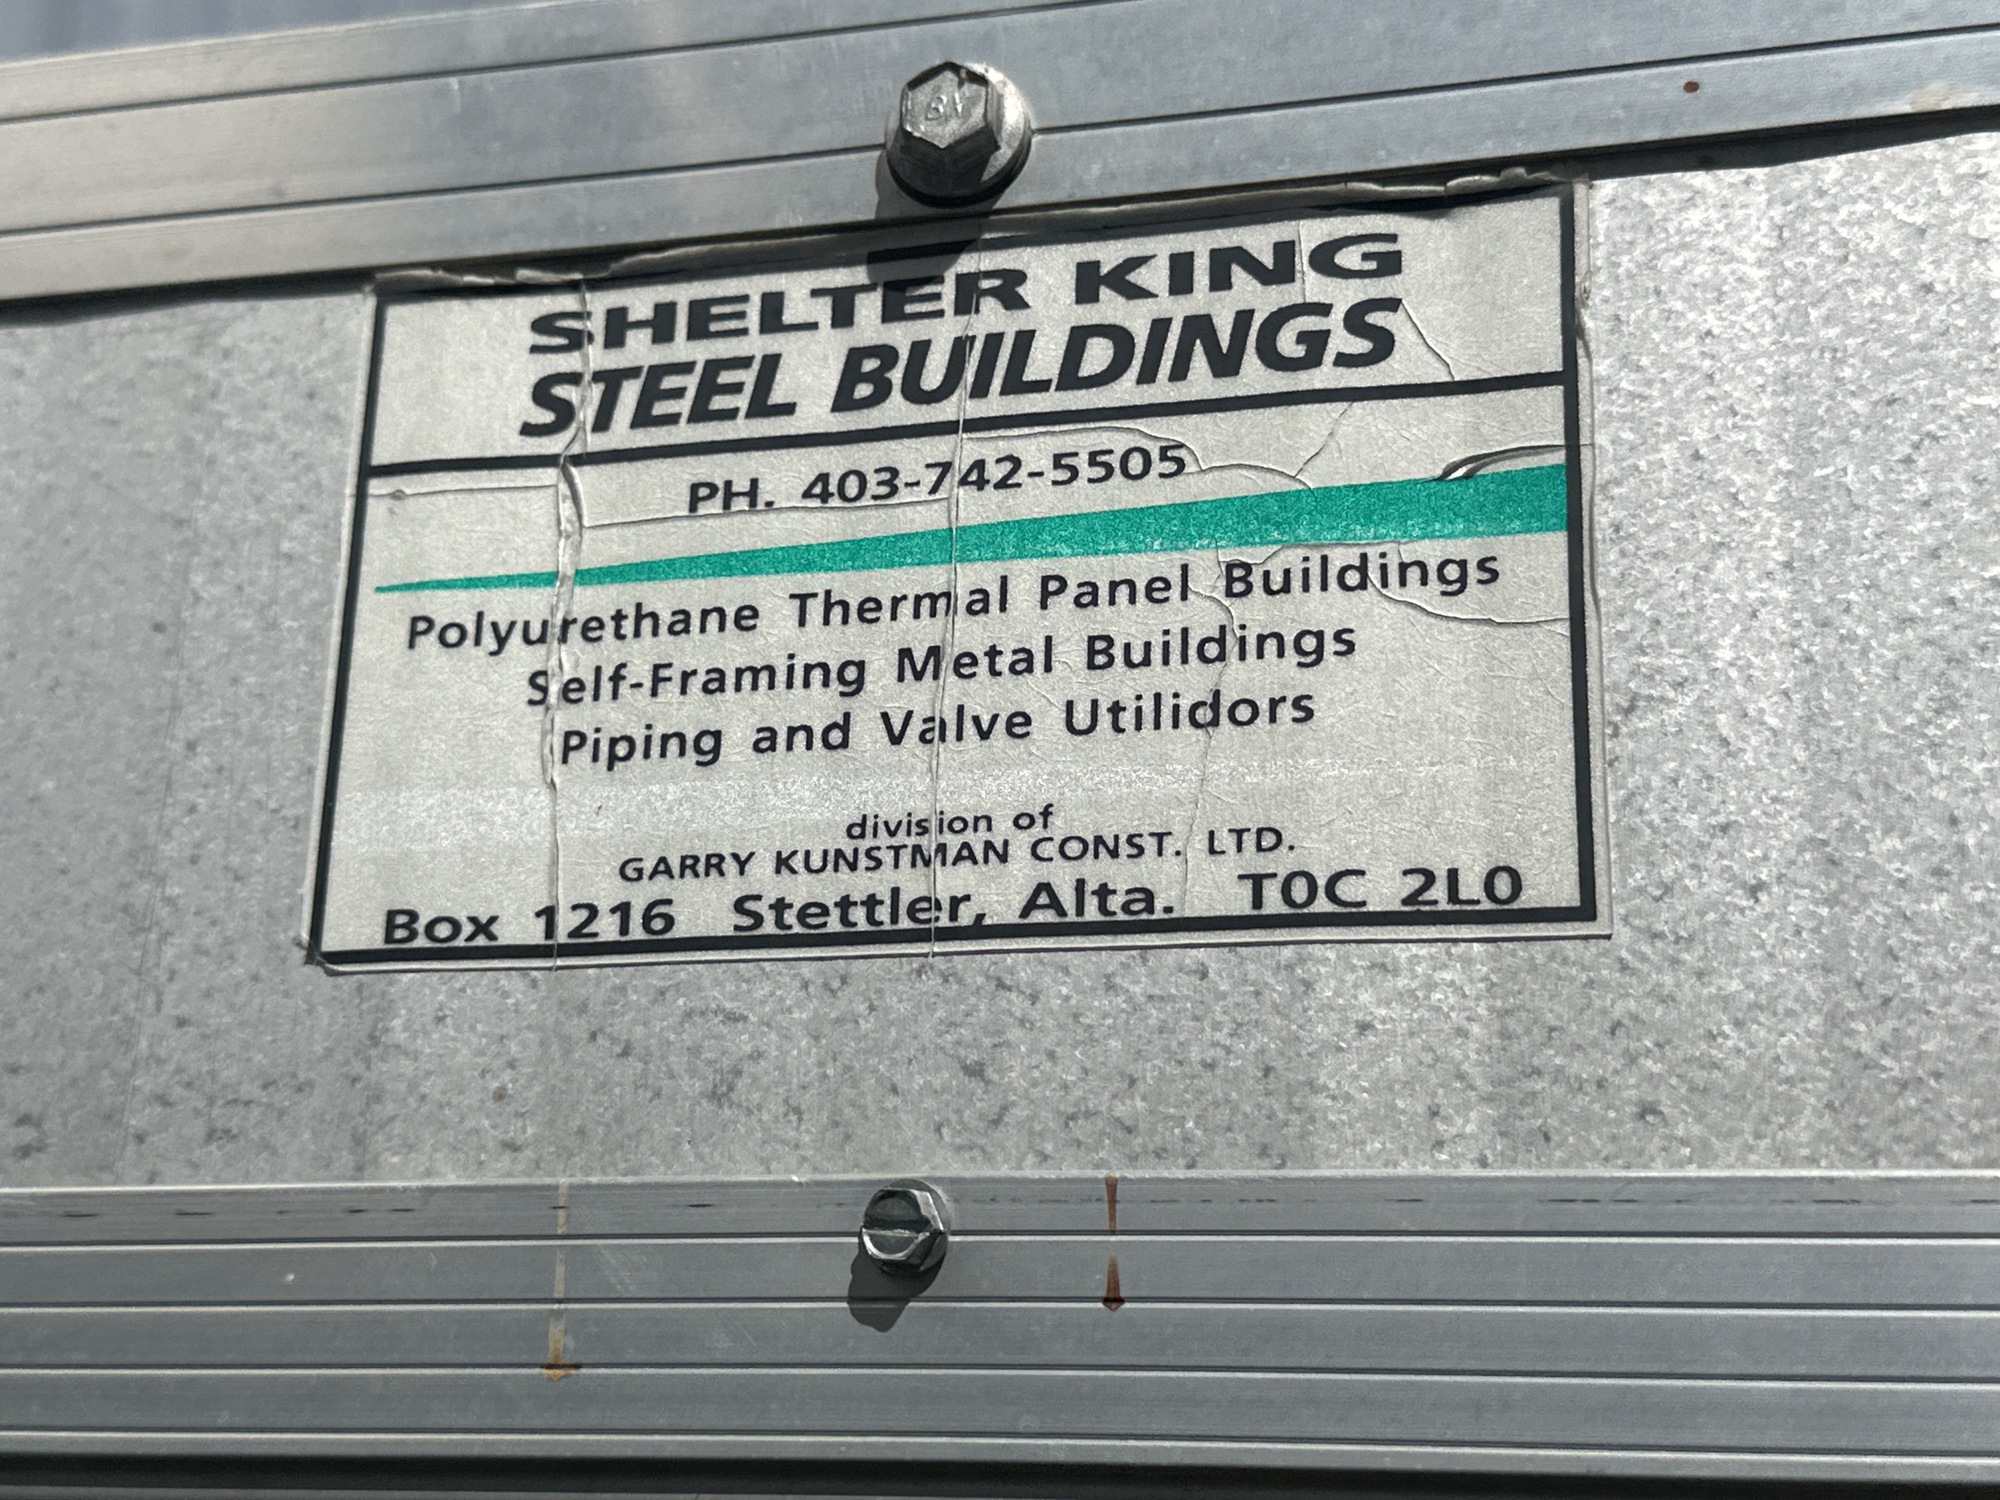 SHELTER KING
STEEL BUILDINGS
PH. 403-742-5505
Polyurethane Thermal Panel Buildings
Self-Framing Metal Buildings
Piping and Valve Utilidors
division of
GARRY KUNSTMAN CONST. LTD.
Box 1216 Stettler, Alta. T0C 2L0